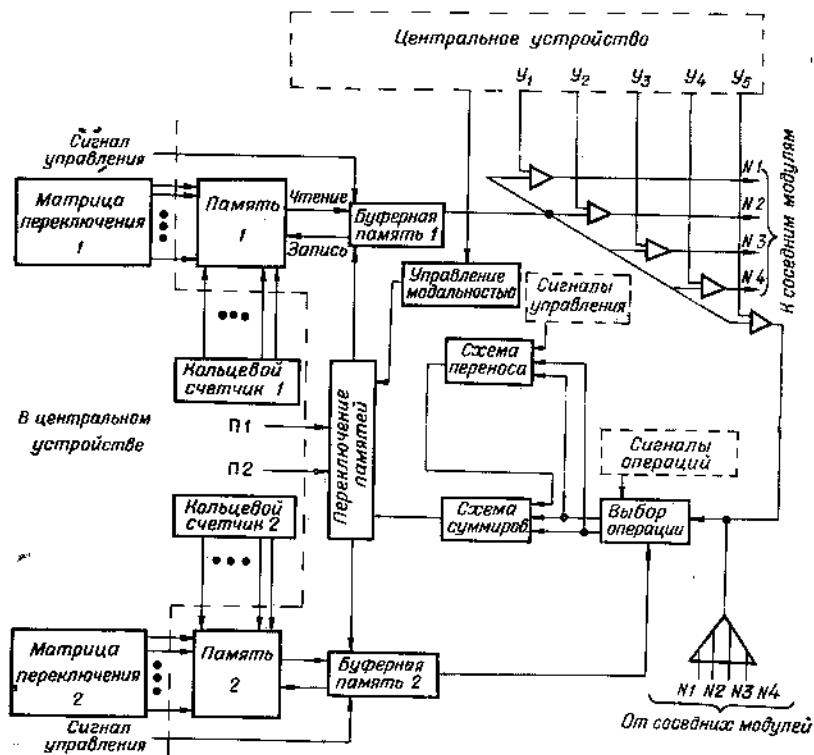 Центральное устройство
У1 У2 У3 У4 У5
Сигнал
управления
Матрица
переключения
1
Память
1
Чтение
Запись
Буферная
память 1
N1
N2
N3
N4
К соседним модулям
Управление
модальностью
Сигналы
управления
Схема
переноса
Кольцевой
счетчик 1
В центральном
устройстве
П1
П2
Переключение
памятей
Сигналы
операций
Кольцевой
счетчик 2
Схема
суммиров.
Выбор
операции
Матрица
переключения
2
Память
2
Буферная
память 2
N1 N2 N3 N4
От соседних модулей
Сигнал
управления